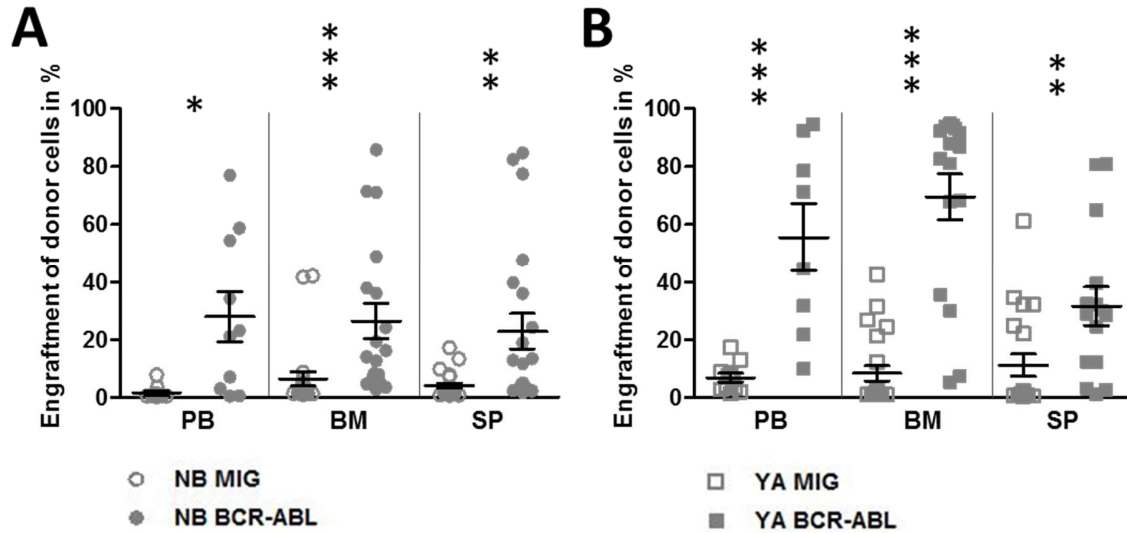 A
Engraftment of donor cells in %
100
80
60
40
20
0
*
***
**
PB BM SP
NB MIG
NB BCR-ABL
B
Engraftment of donor cells in %
100
80
60
40
20
0
***
***
**
PB BM SP
YA MIG
YA BCR-ABL